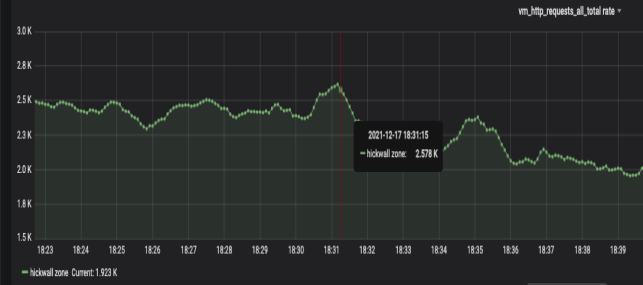 vm_http_requests_all_total rate
3.0 K
2.8 K
2.5 K
2.3 K
2.0 K
1.8 K
1.5 K
2021-12-17 18:31:15
hickwall zone: 2.578 K
18:23 18:24 18:25 18:26 18:27 18:28 18:29 18:30 18:31 18:32 18:33 18:34 18:35 18:36 18:37 18:38 18:39
hickwall zone Current: 1.923 K